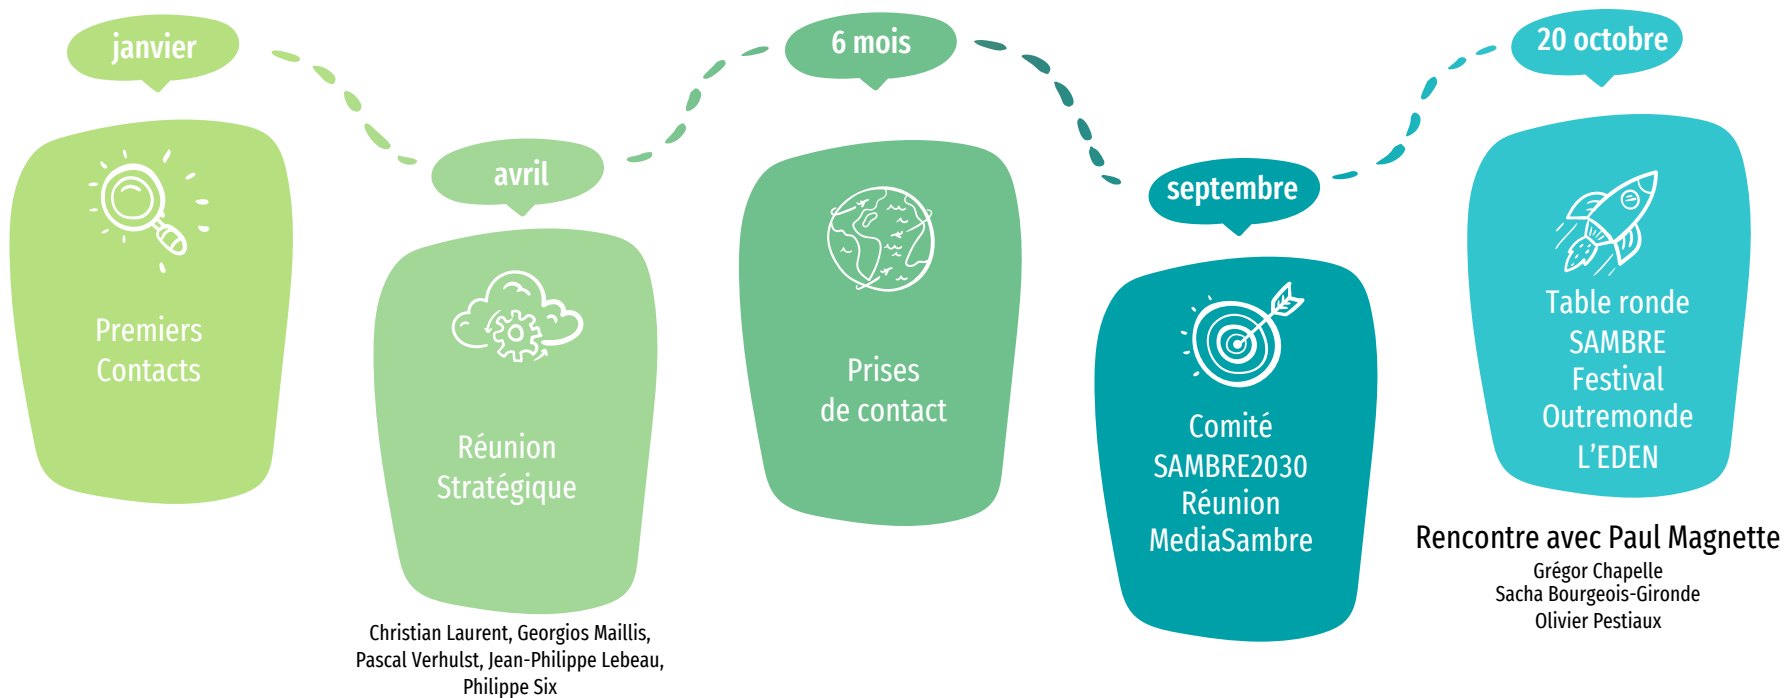 janvier
Premiers
Contacts
avril
Réunion
Stratégique
Christian Laurent, Georgios Maillis,
Pascal Verhulst, Jean-Philippe Lebeau,
Philippe Six
6 mois
Prises
de contact
septembre
Comité
SAMBRE2030
Réunion
MediaSambre
20 octobre
Table ronde
SAMBRE
Festival
Outremonde
L'EDEN
Rencontre avec Paul Magnette
Grégor Chapelle
Sacha Bourgeois-Gironde
Olivier Pestiaux